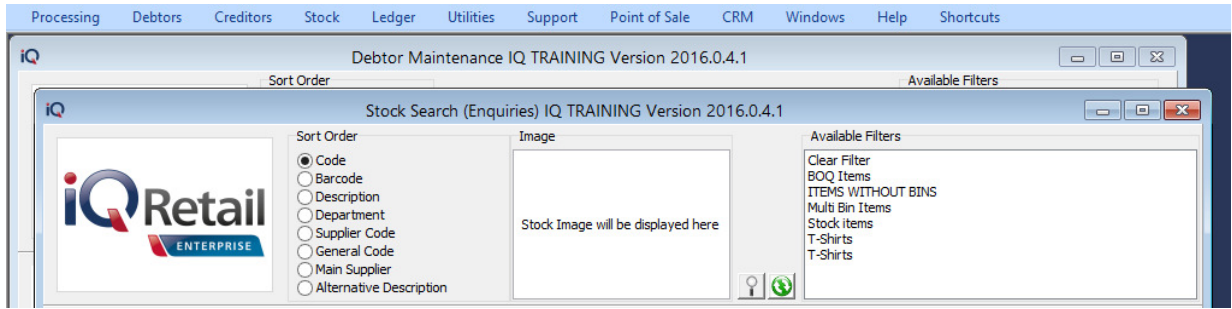 Processing Debtors Creditors Stock Ledger Utilities Support Point of Sale CRM Windows Help Shortcuts
iQ Debtor Maintenance IQ TRAINING Version 2016.0.4.1
Sort Order Available Filters
iQ Stock Search (Enquiries) IQ TRAINING Version 2016.0.4.1
iQ Retail
ENTERPRISE
Sort Order
Code
Barcode
Description
Department
Supplier Code
General Code
Main Supplier
Alternative Description
Image
Stock Image will be displayed here
Available Filters
Clear Filter
BOQ Items
ITEMS WITHOUT BINS
Multi Bin Items
Stock items
T-Shirts
T-Shirts